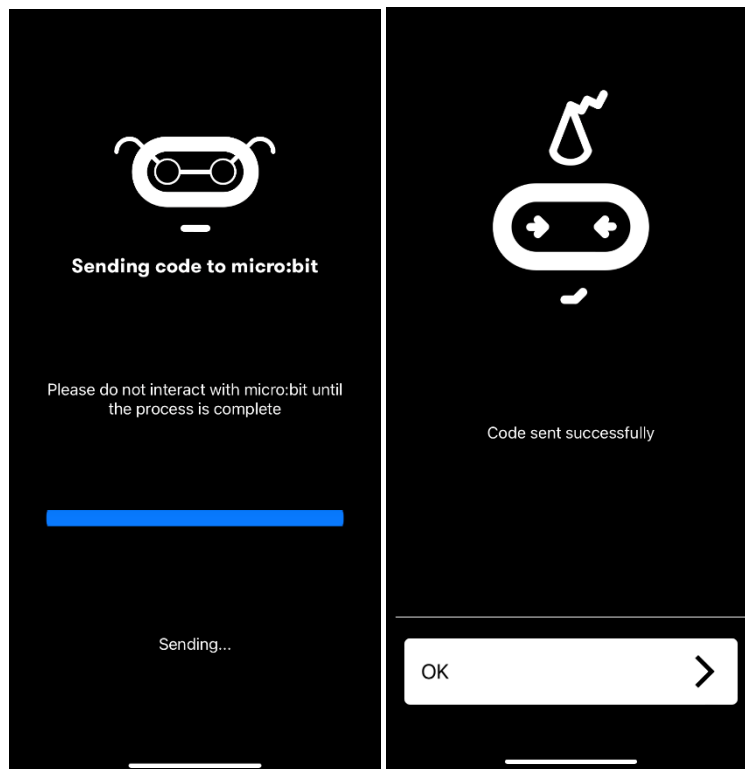 Sending code to micro:bit
Please do not interact with micro:bit until
the process is complete
Sending...
Code sent successfully
OK